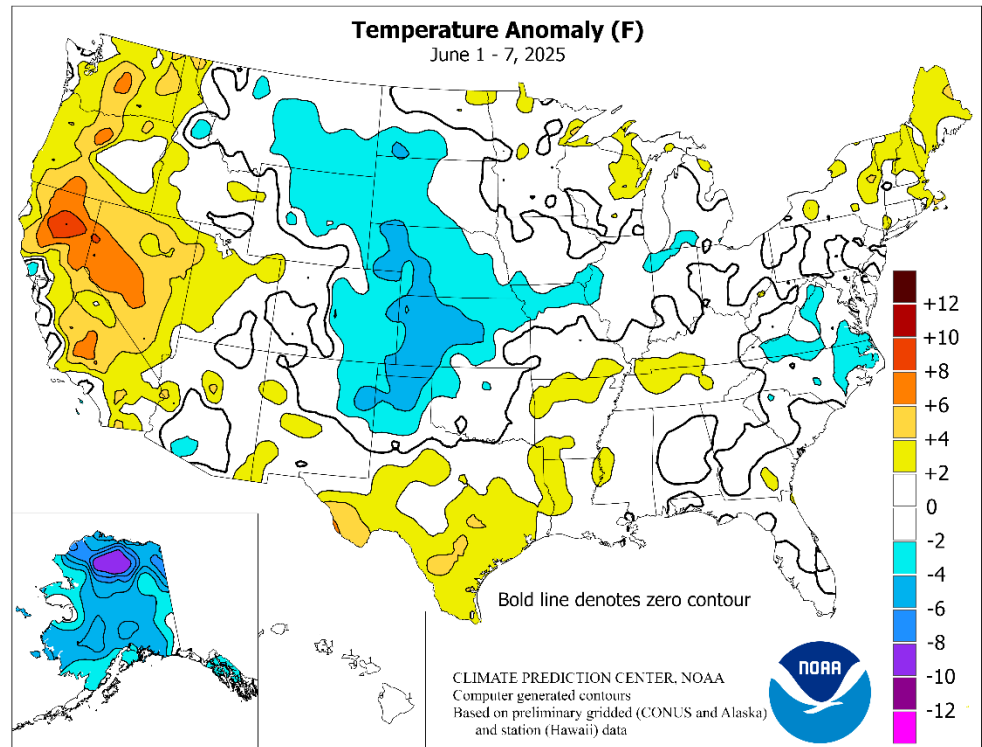 Temperature Anomaly (F)
June 1 - 7, 2025
+12
+10
+8
+6
+4
+2
0
-2
-4
-6
-8
-10
-12
Bold line denotes zero contour
CLIMATE PREDICTION CENTER, NOAA
Computer generated contours
Based on preliminary gridded (CONUS and Alaska)
and station (Hawaii) data
NOAA